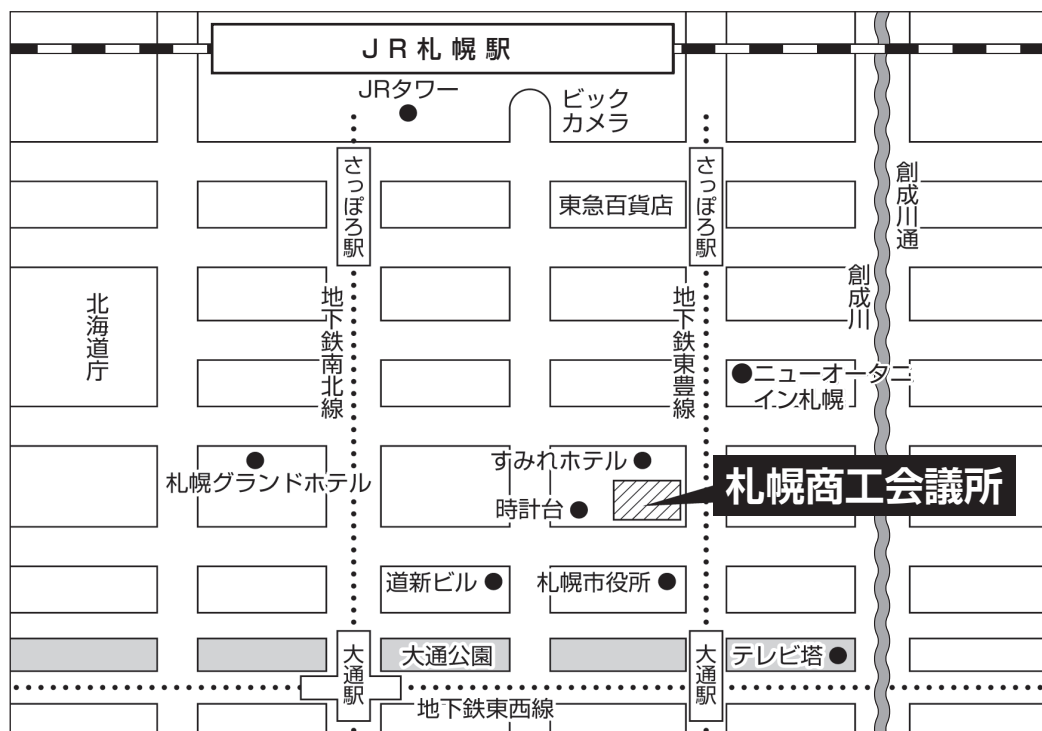 JR札幌駅
JRタワー
ビック
カメラ
さっぽろ駅
さっぽろ駅
東急百貨店
創成川通
創成川
北海道庁
地下鉄南北線
地下鉄東豊線
ニューオータニ
イン札幌
すみれホテル
札幌グランドホテル
札幌商工会議所
時計台
道新ビル
札幌市役所
大通駅
大通公園
大通駅
テレビ塔
地下鉄東西線